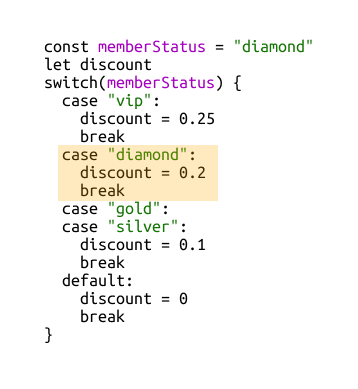 const memberStatus = "diamond"
let discount
switch(memberStatus) {
  case "vip":
    discount = 0.25
    break
  case "diamond":
    discount = 0.2
    break
  case "gold":
  case "silver":
    discount = 0.1
    break
  default:
    discount = 0
    break
}